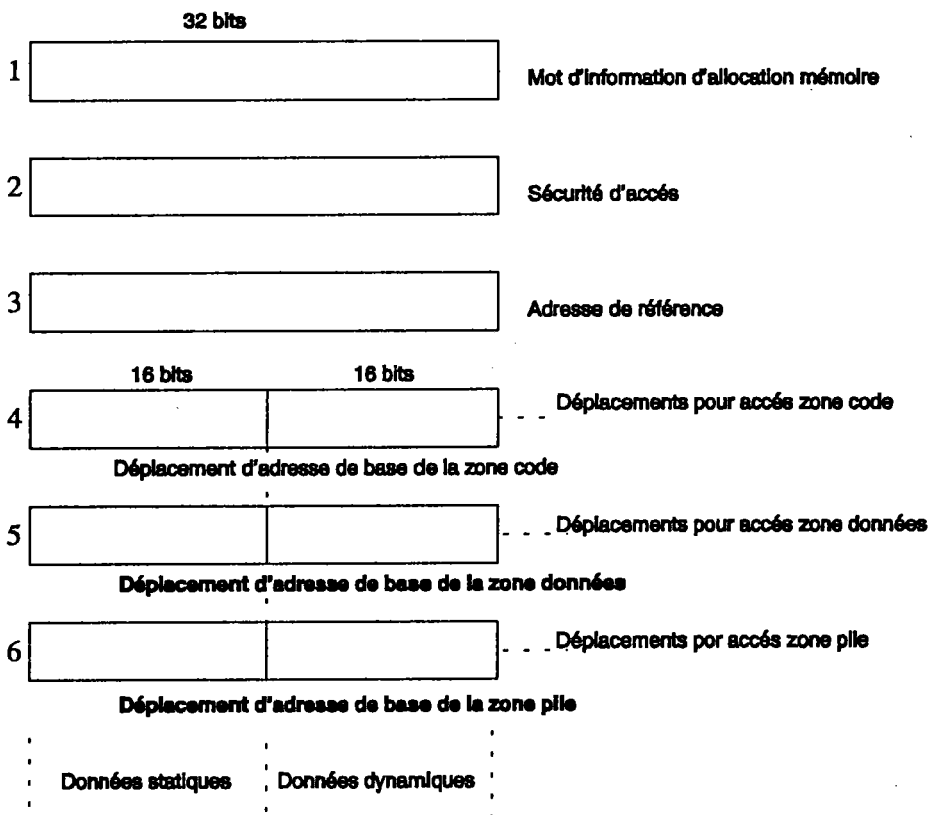 32 bits
1
Mot d'information d'allocation mémoire
2
Sécurité d'accés
3
Adresse de référence
16 bits 16 bits
4
Déplacements pour accés zone code
Déplacement d'adresse de base de la zone code
5
Déplacements pour accés zone données
Déplacement d'adresse de base de la zone données
6
Déplacements por accés zone pile
Déplacement d'adresse de base de la zone pile
Données statiques Données dynamiques